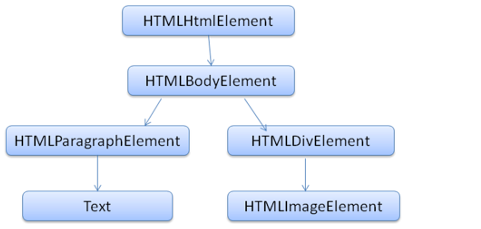 HTMLHtmlElement
HTMLBodyElement
HTMLParagraphElement
HTMLDivElement
Text
HTMLImageElement